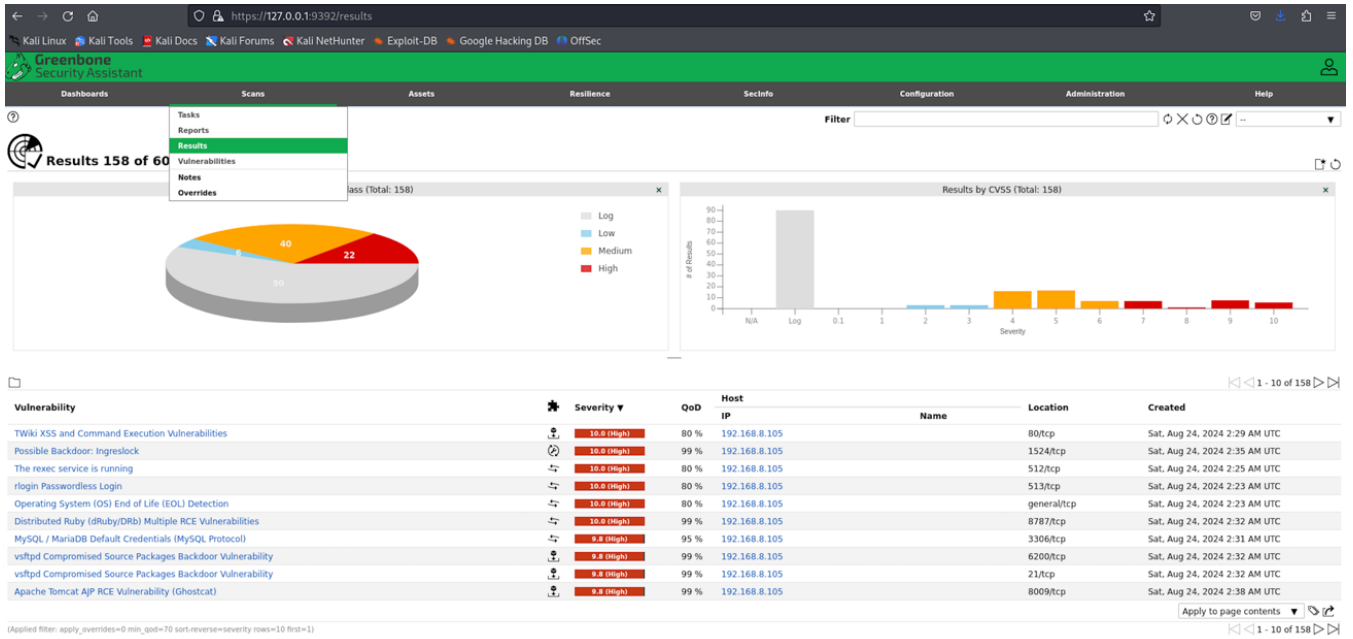 https://127.0.0.1:9392/results
Kali Linux Kali Tools Kali Docs Kali Forums Kali NetHunter Exploit-DB Google Hacking DB OffSec
Greenbone
Security Assistant
Dashboards Scans Assets Resilience SecInfo Configuration Administration Help
Tasks
Reports
Results
Vulnerabilities
Notes
Overrides
Filter
--
Results 158 of 60
lass (Total: 158)
Results by CVSS (Total: 158)
Log
Low
Medium
High
40
22
6
90
# of Results
90
80
70
60
50
40
30
20
10
0
N/A Log 0.1 1 2 3 4 5 6 7 8 9 10
Severity
1 - 10 of 158
Vulnerability Severity ▼ QoD Host Location Created
IP Name
TWiki XSS and Command Execution Vulnerabilities 10.0 (High) 80 % 192.168.8.105 80/tcp Sat, Aug 24, 2024 2:29 AM UTC
Possible Backdoor: Ingreslock 10.0 (High) 99 % 192.168.8.105 1524/tcp Sat, Aug 24, 2024 2:35 AM UTC
The rexec service is running 10.0 (High) 80 % 192.168.8.105 512/tcp Sat, Aug 24, 2024 2:25 AM UTC
rlogin Passwordless Login 10.0 (High) 80 % 192.168.8.105 513/tcp Sat, Aug 24, 2024 2:23 AM UTC
Operating System (OS) End of Life (EOL) Detection 10.0 (High) 80 % 192.168.8.105 general/tcp Sat, Aug 24, 2024 2:23 AM UTC
Distributed Ruby (dRuby/DRb) Multiple RCE Vulnerabilities 10.0 (High) 99 % 192.168.8.105 8787/tcp Sat, Aug 24, 2024 2:32 AM UTC
MySQL / MariaDB Default Credentials (MySQL Protocol) 9.8 (High) 95 % 192.168.8.105 3306/tcp Sat, Aug 24, 2024 2:31 AM UTC
vsftpd Compromised Source Packages Backdoor Vulnerability 9.8 (High) 99 % 192.168.8.105 6200/tcp Sat, Aug 24, 2024 2:32 AM UTC
vsftpd Compromised Source Packages Backdoor Vulnerability 9.8 (High) 99 % 192.168.8.105 21/tcp Sat, Aug 24, 2024 2:32 AM UTC
Apache Tomcat AJP RCE Vulnerability (Ghostcat) 9.8 (High) 99 % 192.168.8.105 8009/tcp Sat, Aug 24, 2024 2:38 AM UTC
Apply to page contents ▼
(Applied filter: apply_overrides=0 min_qod=70 sort-reverse=severity rows=10 first=1)
1 - 10 of 158